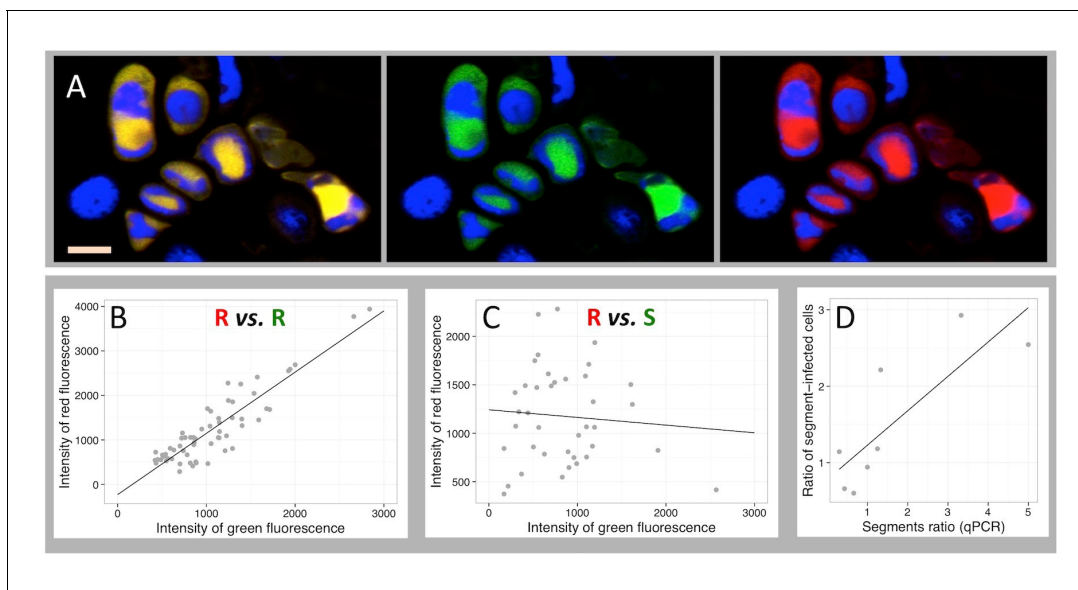 A
B
R vs. R
4000
3000
2000
1000
0
Intensity of red fluorescence
0 1000 2000 3000
Intensity of green fluorescence
C
R vs. S
2000
1500
1000
500
Intensity of red fluorescence
0 1000 2000 3000
Intensity of green fluorescence
D
3
2
1
Ratio of segment-infected cells
1 2 3 4 5
Segments ratio (qPCR)